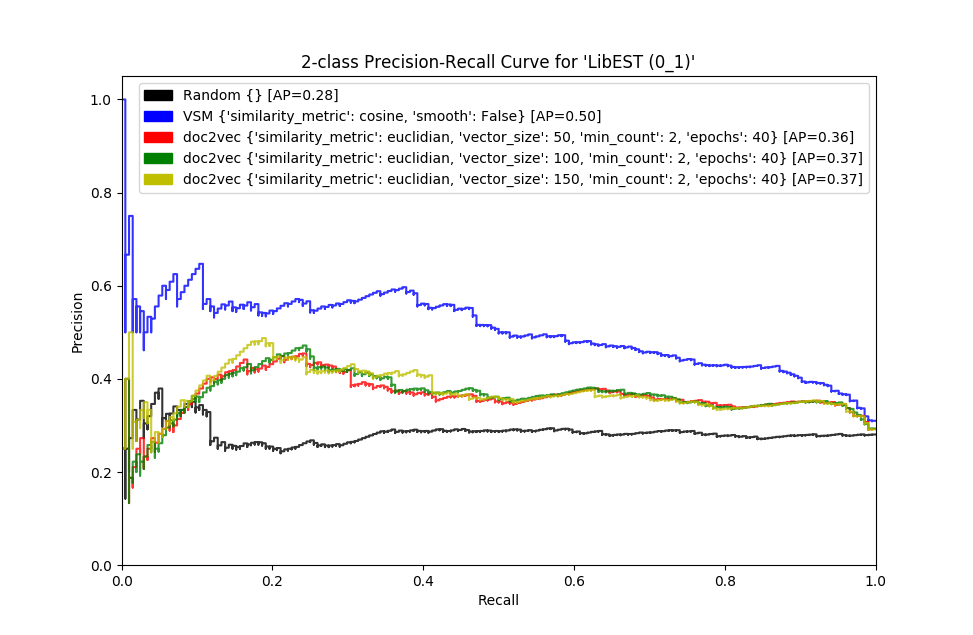 2-class Precision-Recall Curve for 'LibEST (0_1)'
Random {} [AP=0.28]
VSM {'similarity_metric': cosine, 'smooth': False} [AP=0.50]
doc2vec {'similarity_metric': euclidian, 'vector_size': 50, 'min_count': 2, 'epochs': 40} [AP=0.36]
doc2vec {'similarity_metric': euclidian, 'vector_size': 100, 'min_count': 2, 'epochs': 40} [AP=0.37]
doc2vec {'similarity_metric': euclidian, 'vector_size': 150, 'min_count': 2, 'epochs': 40} [AP=0.37]
1.0
0.8
0.6
0.4
0.2
0.0
Precision
0.0 0.2 0.4 0.6 0.8 1.0
Recall